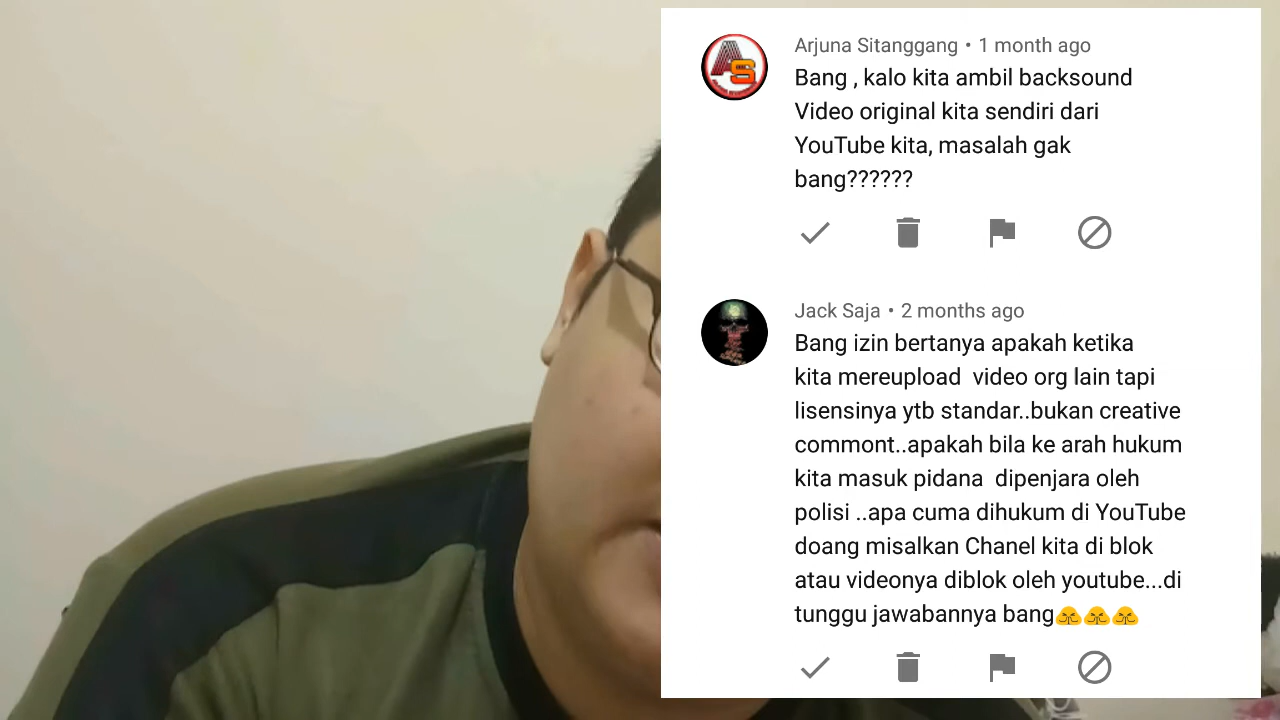 Arjuna Sitanggang • 1 month ago
Bang , kalo kita ambil backsound
Video original kita sendiri dari
YouTube kita, masalah gak
bang??????
AS
Jack Saja • 2 months ago
Bang izin bertanya apakah ketika
kita mereupload  video org lain tapi
lisensinya ytb standar..bukan creative
commont..apakah bila ke arah hukum
kita masuk pidana  dipenjara oleh
polisi ..apa cuma dihukum di YouTube
doang misalkan Chanel kita di blok
atau videonya diblok oleh youtube...di
tunggu jawabannya bang🙏🙏🙏